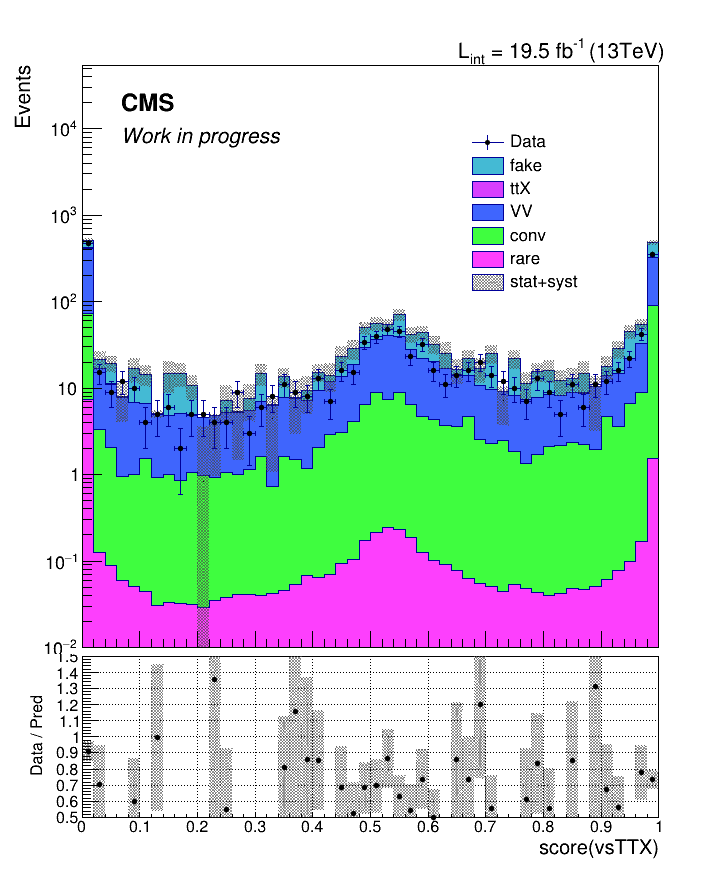 L_int = 19.5 fb^-1 (13TeV)
Events
CMS
Work in progress
Data
fake
ttX
VV
conv
rare
stat+syst
10^4
10^3
10^2
10
1
10^-1
10^-2
Data / Pred
1.5
1.4
1.3
1.2
1.1
1
0.9
0.8
0.7
0.6
0.5
0 0.1 0.2 0.3 0.4 0.5 0.6 0.7 0.8 0.9 1
score(vsTTX)